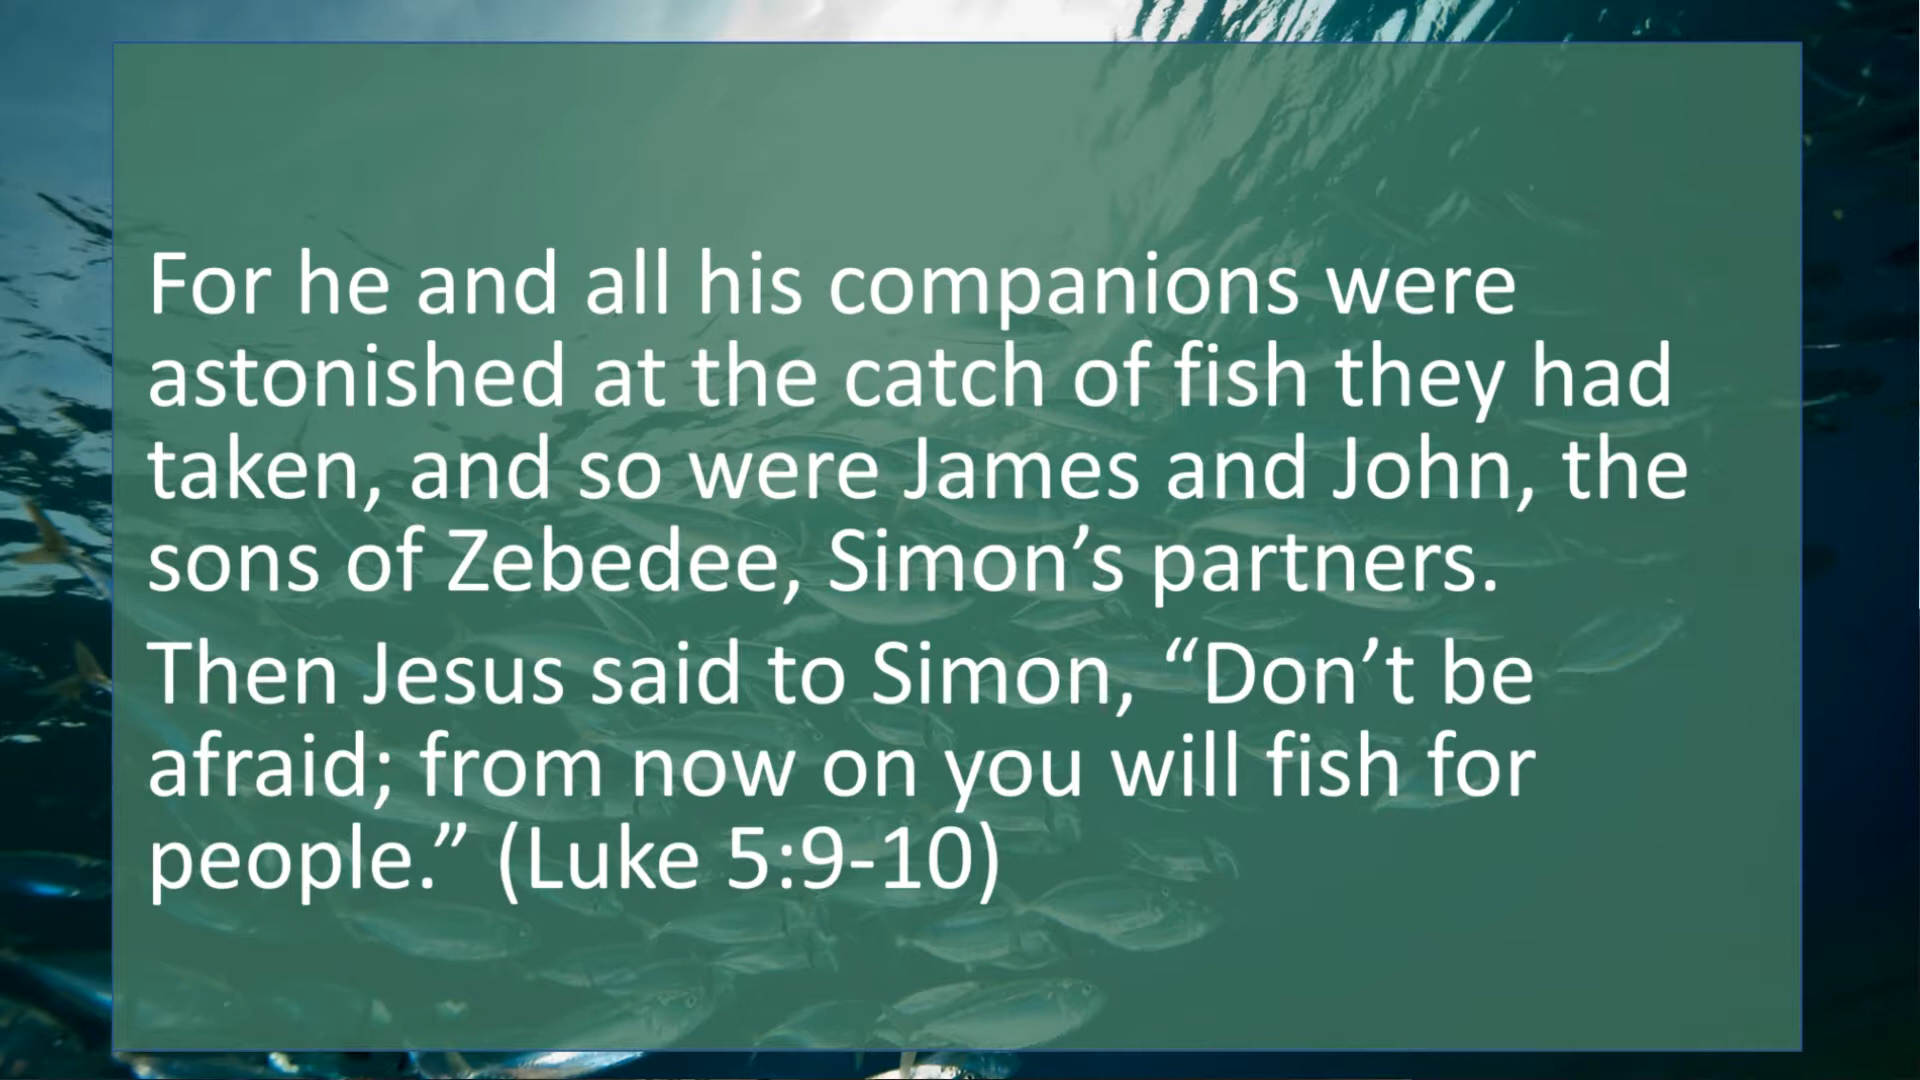 For he and all his companions were
astonished at the catch of fish they had
taken, and so were James and John, the
sons of Zebedee, Simon’s partners.
Then Jesus said to Simon, “Don’t be
afraid; from now on you will fish for
people.” (Luke 5:9-10)